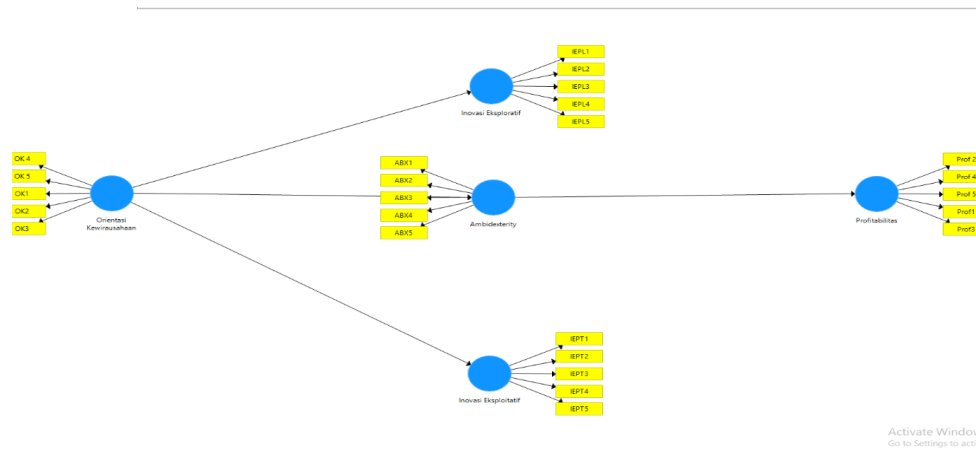 IEPL1
IEPL2
IEPL3
IEPL4
IEPL5
Inovasi Eksploratif
OK 4
OK 5
OK1
OK2
OK3
Orientasi
Kewirausahaan
ABX1
ABX2
ABX3
ABX4
ABX5
Ambidexterity
Prof 2
Prof 4
Prof 5
Prof1
Prof3
Profitabilitas
IEPT1
IEPT2
IEPT3
IEPT4
IEPT5
Inovasi Eksploitatif
Activate Window
Go to Settings to acti